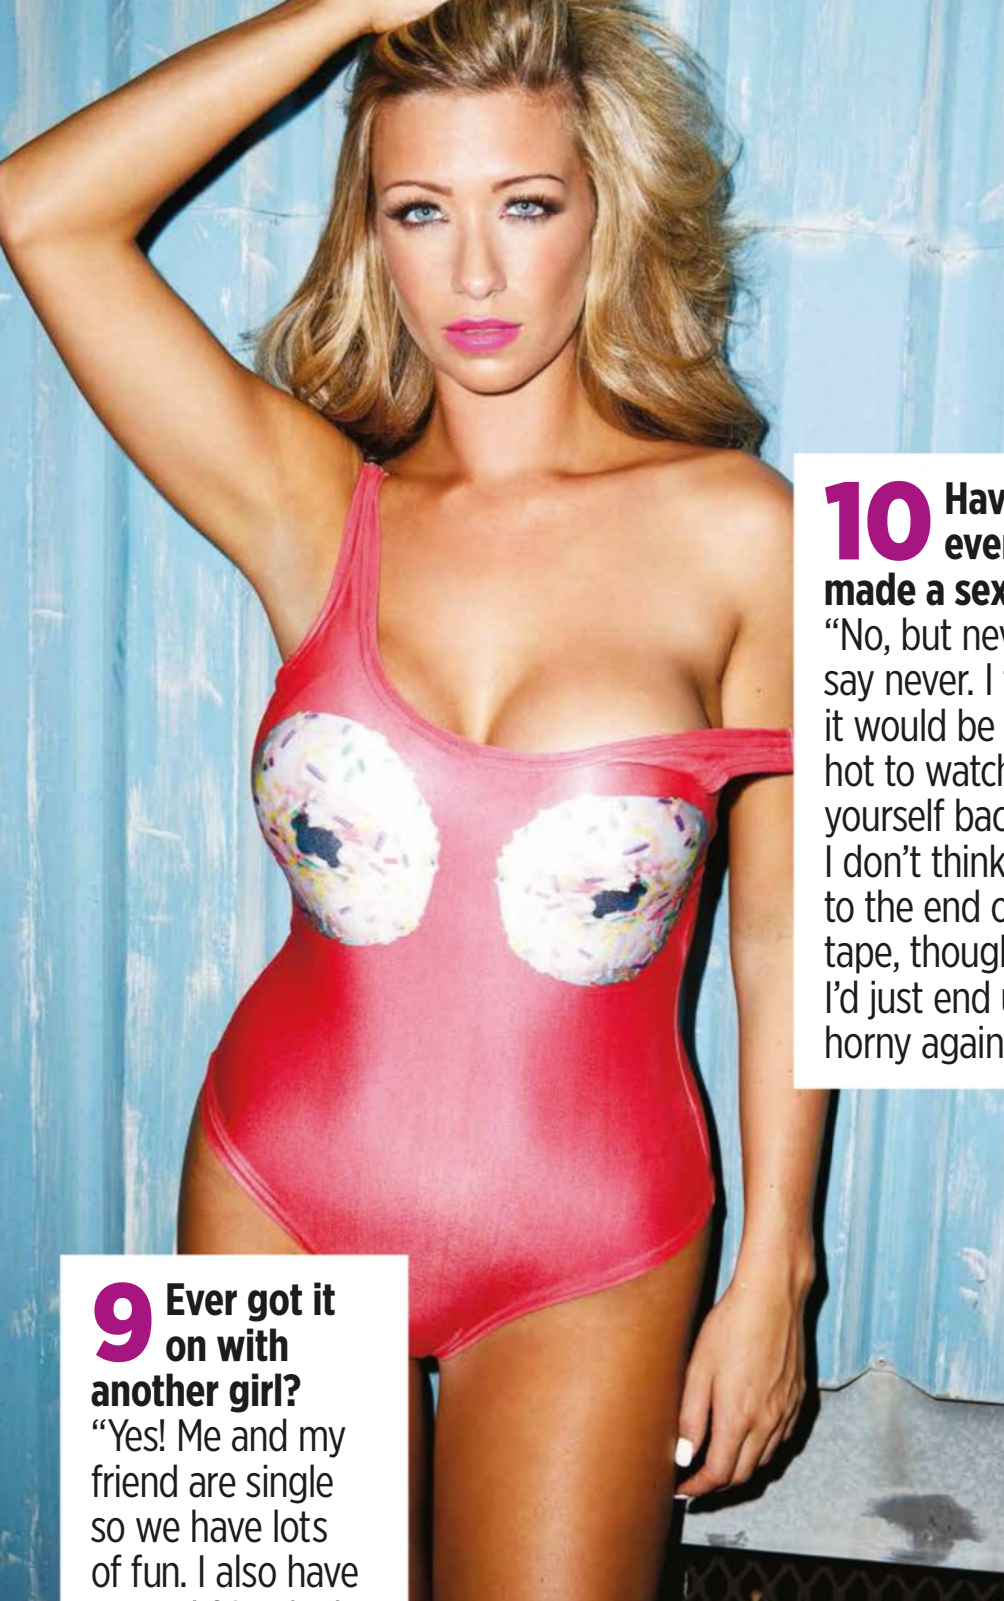 9 Ever got it
on with
another girl?
“Yes! Me and my
friend are single
so we have lots
of fun. I also have
10 Hav
ever
made a sex
“No, but nev
say never. I
it would be
hot to watch
yourself bac
I don’t think
to the end o
tape, though
I’d just end
horny again